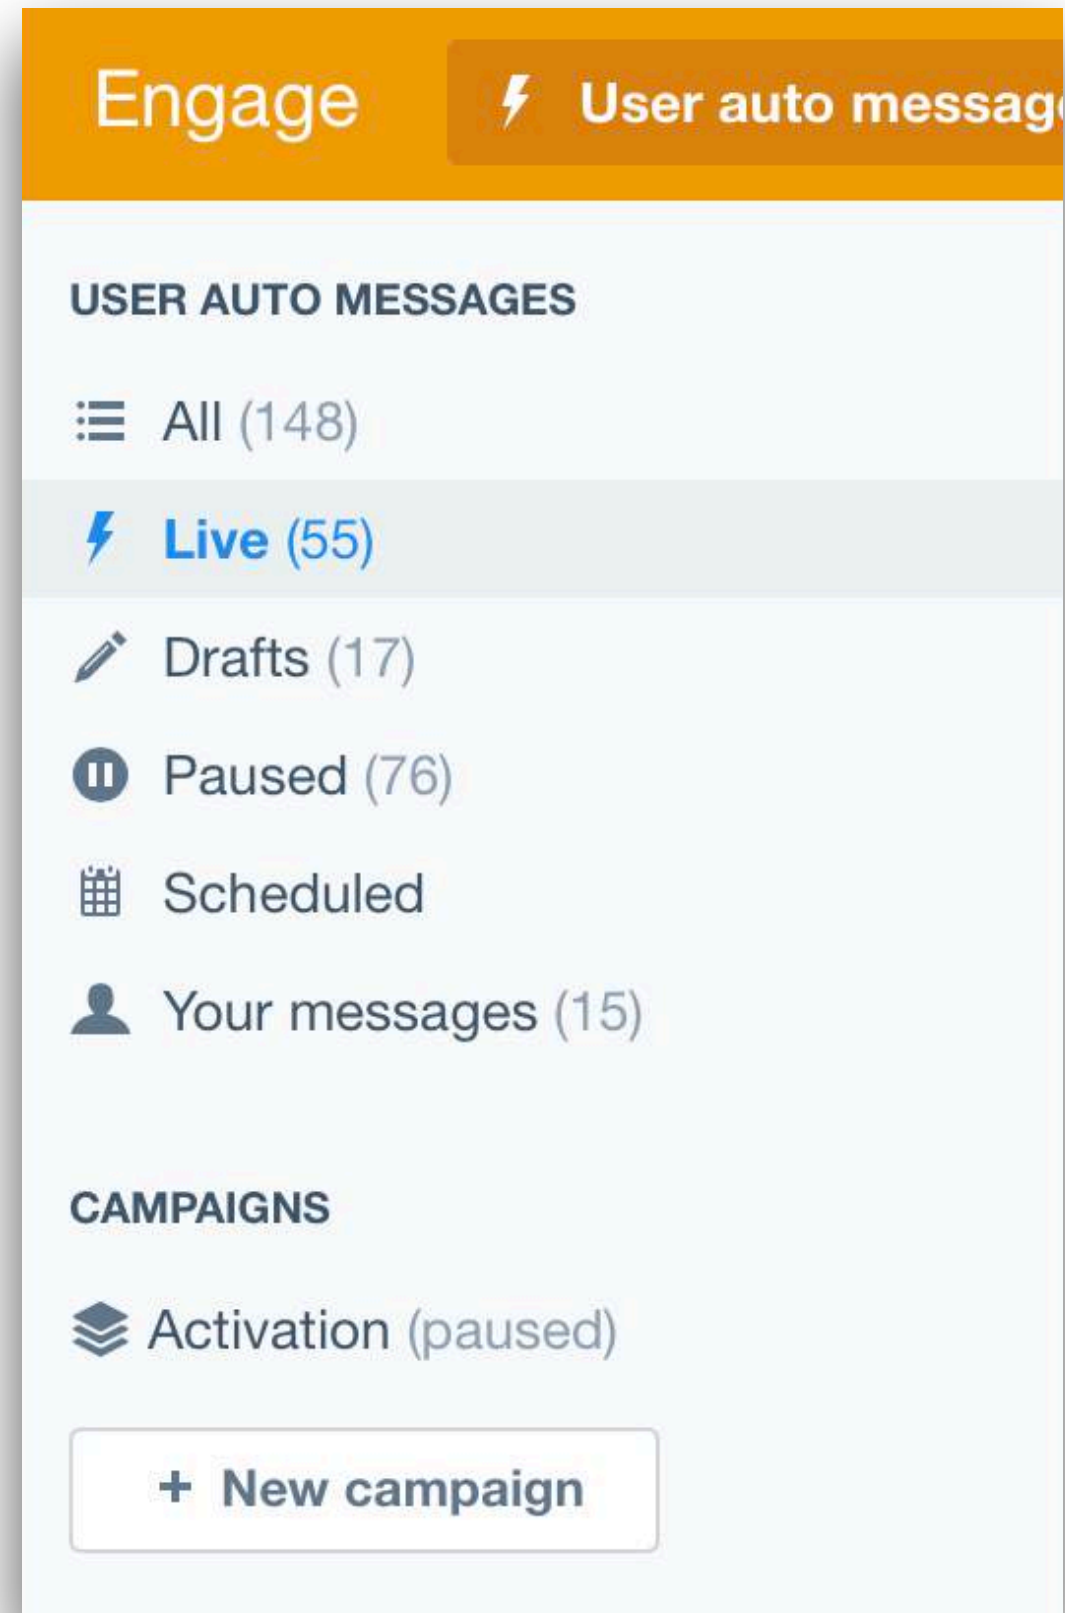 Engage
User auto
USER AUTO MESSAGES
All (148)
Live (55)
Drafts (17)
Paused (76)
Scheduled
Your messages (15)
CAMPAIGNS
Activation (paused)
+ New campaign